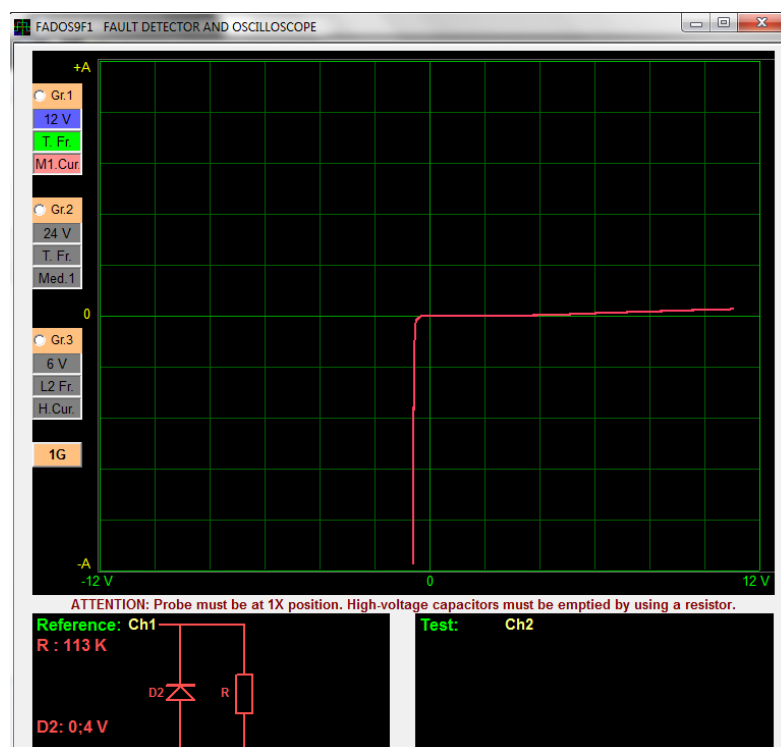 FADOS9F1 FAULT DETECTOR AND OSCILLOSCOPE
+A
Gr.1
12 V
T. Fr.
M1.Cur.
Gr.2
24 V
T. Fr.
Med.1
0
Gr.3
6 V
L2 Fr.
H.Cur.
1G
-A
-12 V
0
12 V
ATTENTION: Probe must be at 1X position. High-voltage capacitors must be emptied by using a resistor.
Reference: Ch1
R : 113 K
D2
R
D2: 0;4 V
Test: Ch2